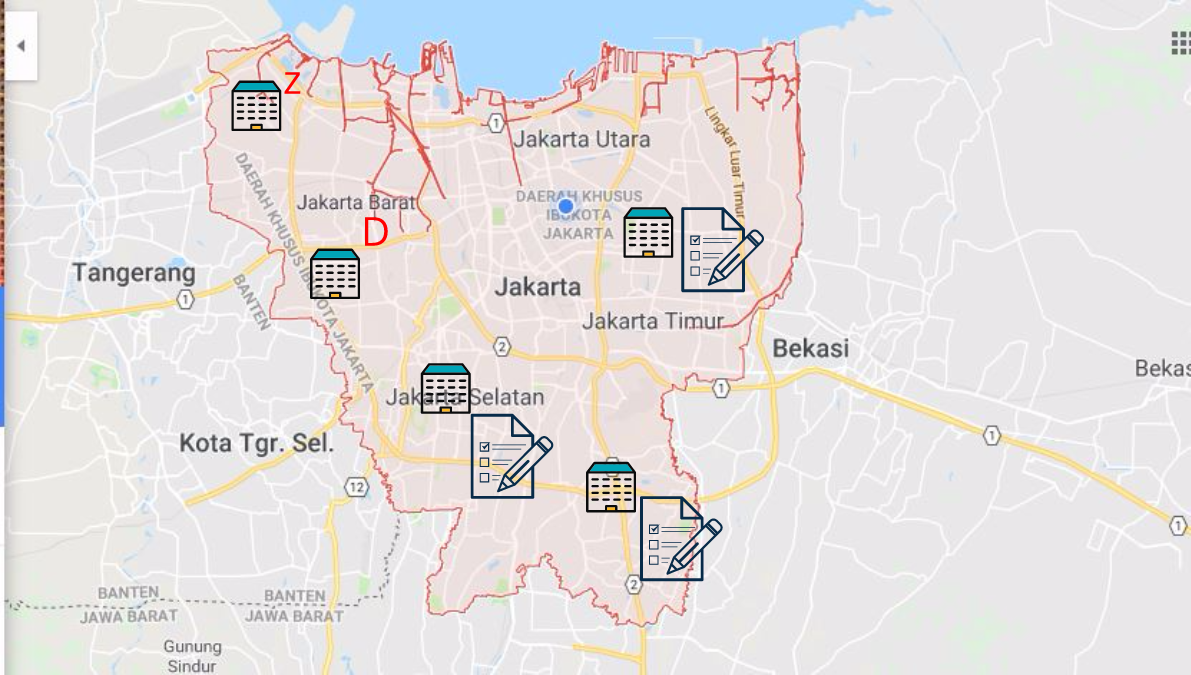 Z
1
Jakarta Utara
Lingkar Luar Timur
DAERAH KHUSUS IBUKOTA JAKARTA
BANTEN
Jakarta Barat
DAERAH KHUSUS
IBUKOTA
JAKARTA
D
Tangerang
1
Jakarta
Jakarta Timur
2
Bekasi
1
Bekas
Jakarta Selatan
Kota Tgr. Sel.
1
12
1
2
BANTEN
JAWA BARAT
BANTEN
JAWA BARAT
Gunung
Sindur